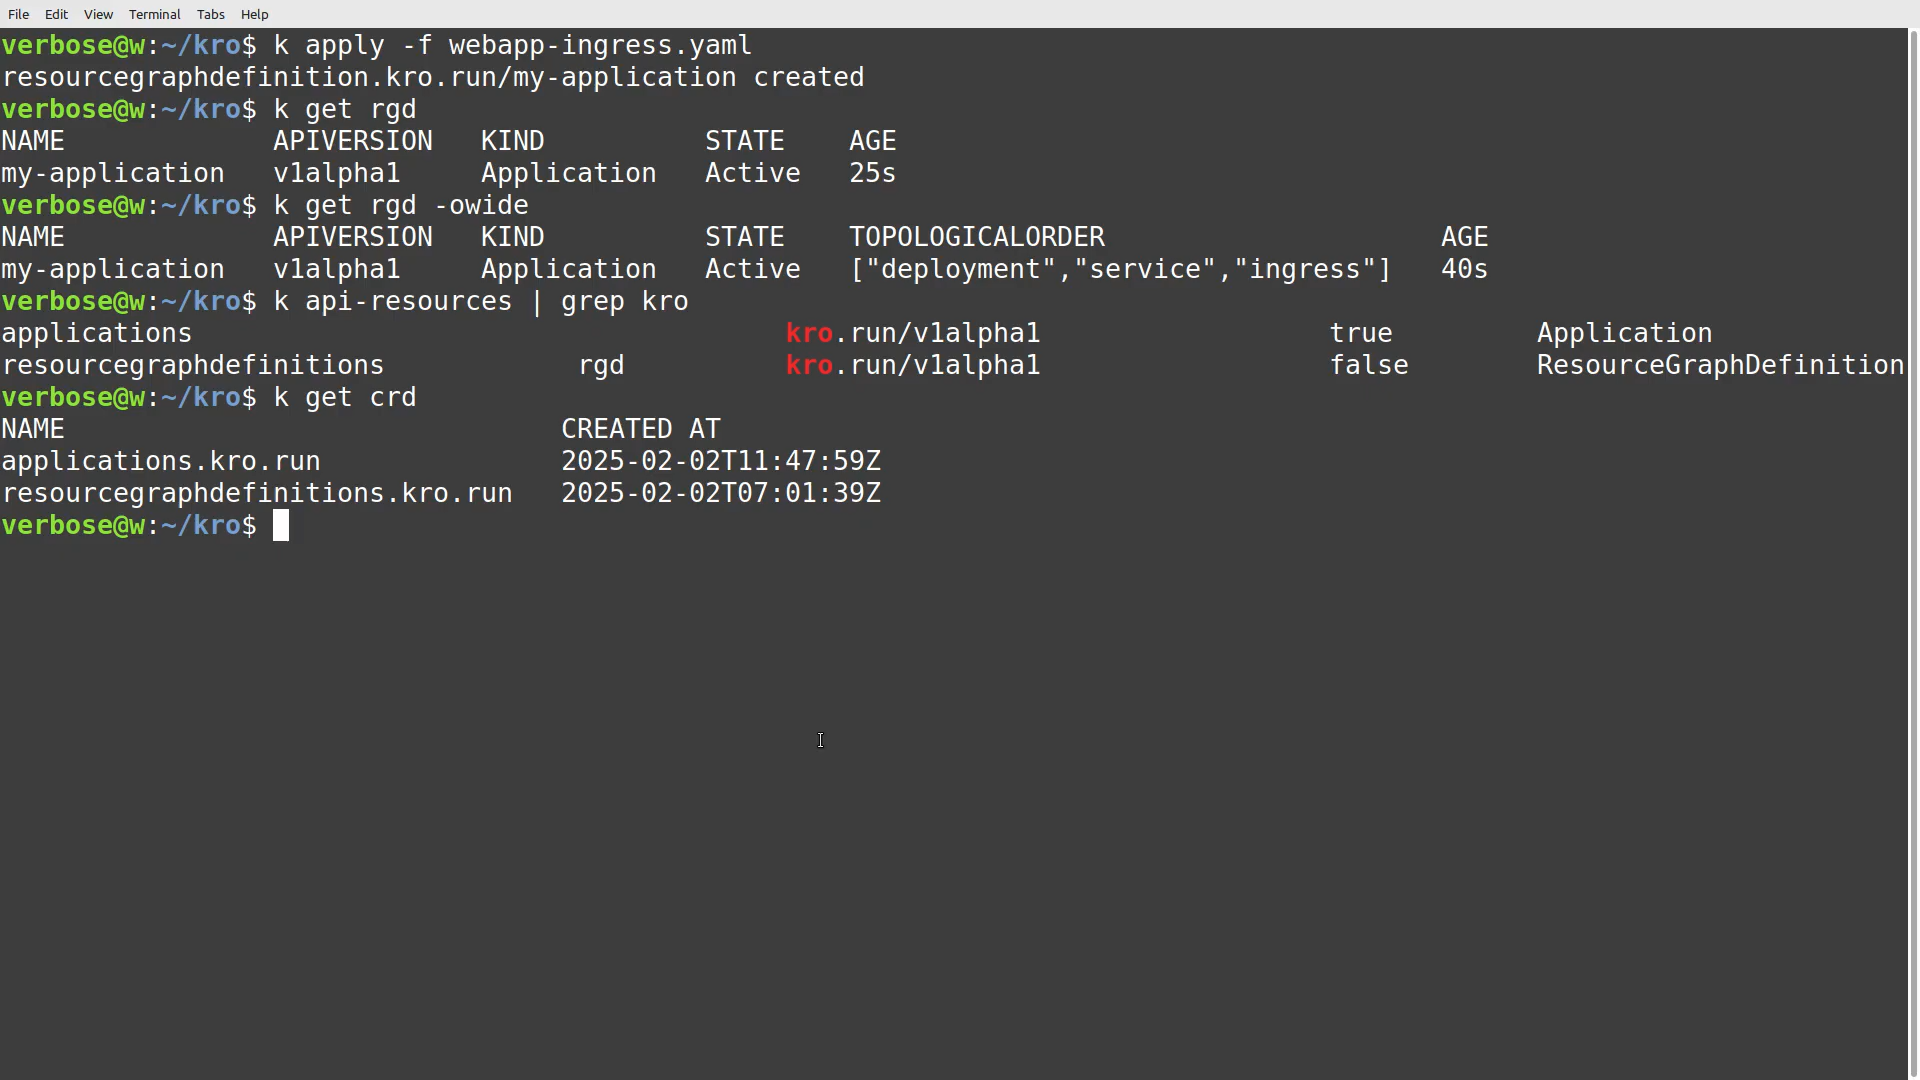 File Edit View Terminal Tabs Help
verbose@w:~/kro$ k apply -f webapp-ingress.yaml
resourcegraphdefinition.kro.run/my-application created
verbose@w:~/kro$ k get rgd
NAME             APIVERSION   KIND          STATE    AGE
my-application   v1alpha1     Application   Active   25s
verbose@w:~/kro$ k get rgd -owide
NAME             APIVERSION   KIND          STATE    TOPOLOGICALORDER                     AGE
my-application   v1alpha1     Application   Active   ["deployment","service","ingress"]   40s
verbose@w:~/kro$ k api-resources | grep kro
applications                                     kro.run/v1alpha1                  true         Application
resourcegraphdefinitions            rgd          kro.run/v1alpha1                  false        ResourceGraphDefinition
verbose@w:~/kro$ k get crd
NAME                               CREATED AT
applications.kro.run               2025-02-02T11:47:59Z
resourcegraphdefinitions.kro.run   2025-02-02T07:01:39Z
verbose@w:~/kro$